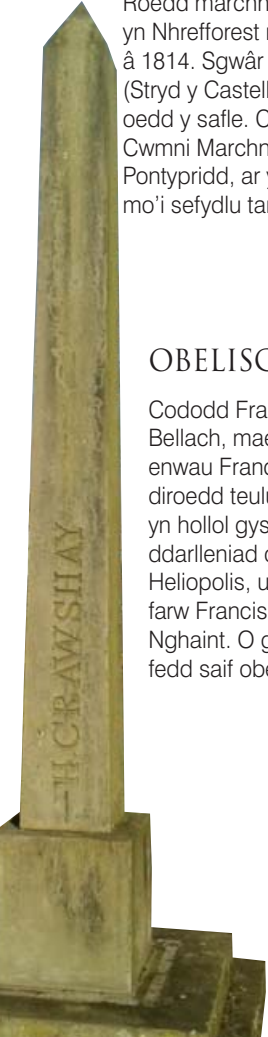 Roedd marchn
yn Nhrefforest
â 1814. Sgwâr
(Stryd y Castell
oedd y safle. C
Cwmni Marchn
Pontypridd, ar y
mo'i sefydlu tar
OBELISC
Cododd Fra
Bellach, mae
enwau Franc
diroedd teulu
yn hollol gys
ddarlleniad o
Heliopolis, u
farw Francis
Nghaint. O g
fedd saif obe
H. CRAWSHAY